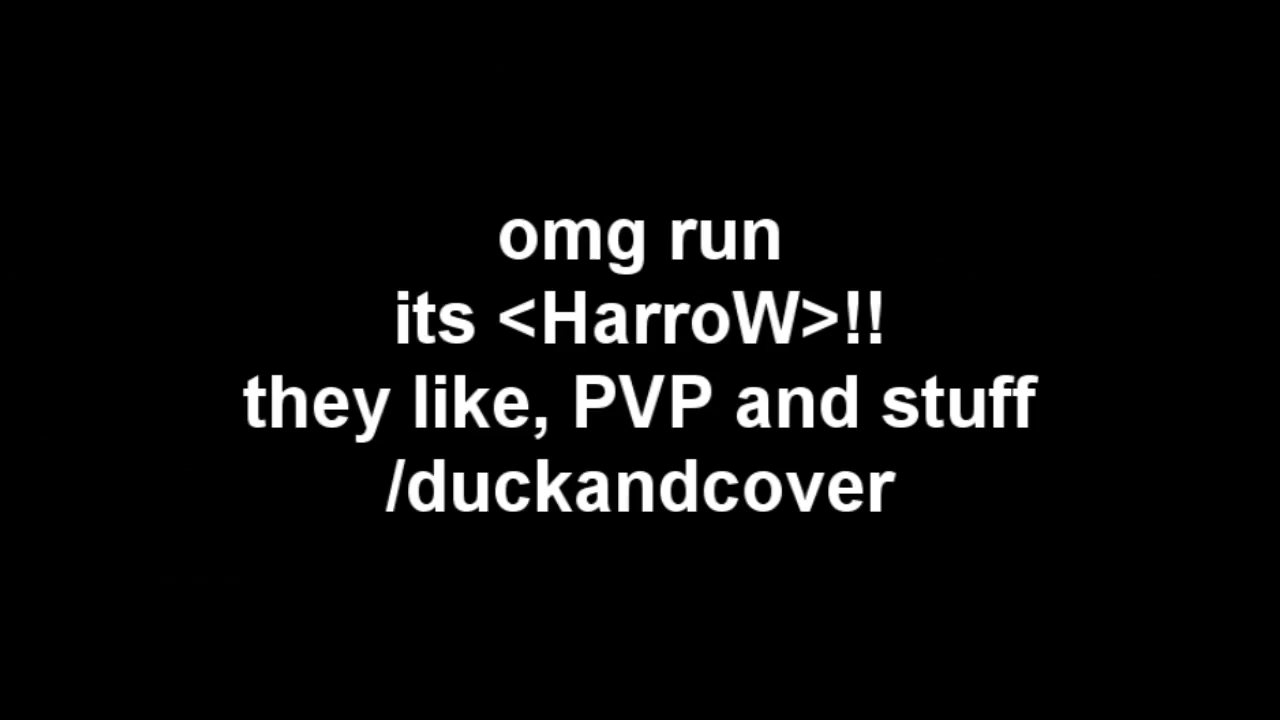 omg run
its <HarroW>!!
they like, PVP and stuff
/duckandcover